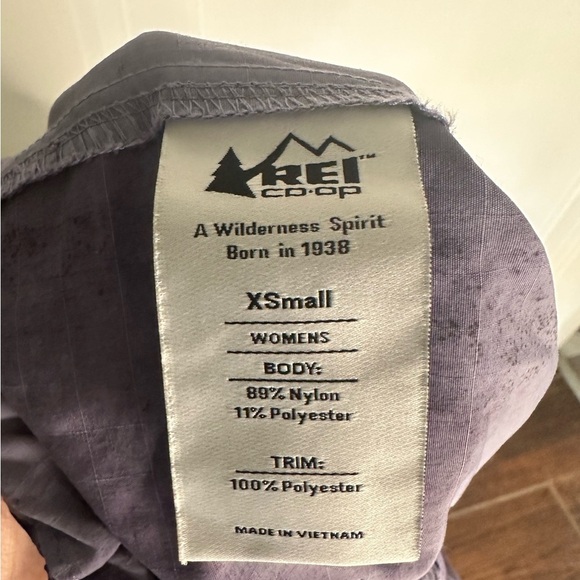 REI™
co·op
A Wilderness Spirit
Born in 1938
XSmall
WOMENS
BODY:
89% Nylon
11% Polyester
TRIM:
100% Polyester
MADE IN VIETNAM